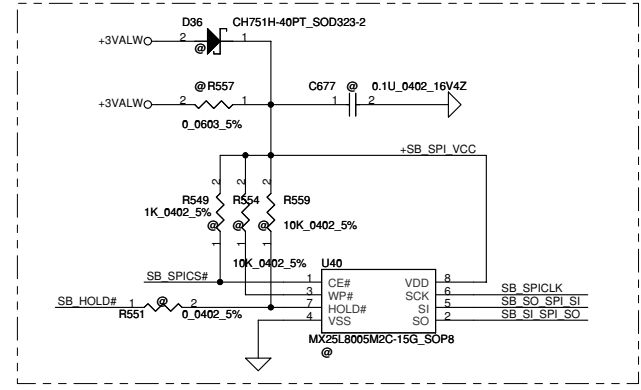 D36 CH751H-40PT_SOD323-2
+3VALW 2 1
@
@ R557 C677 @ 0.1U_0402_16V4Z
+3VALW 2 1 1 2
0_0603_5%
+SB_SPI_VCC
2 2 2
R549 R554 R559
1K_0402_5% @ @ @ 10K_0402_5%
1 1 1
10K_0402_5% U40
SB_SPICS# 1 CE# VDD 8
3 WP# SCK 6 SB_SPICLK
SB_HOLD# 1 @ 2 7 HOLD# SI 5 SB_SO_SPI_SI
R551 0_0402_5% 4 VSS SO 2 SB_SI_SPI_SO
MX25L8005M2C-15G_SOP8
@